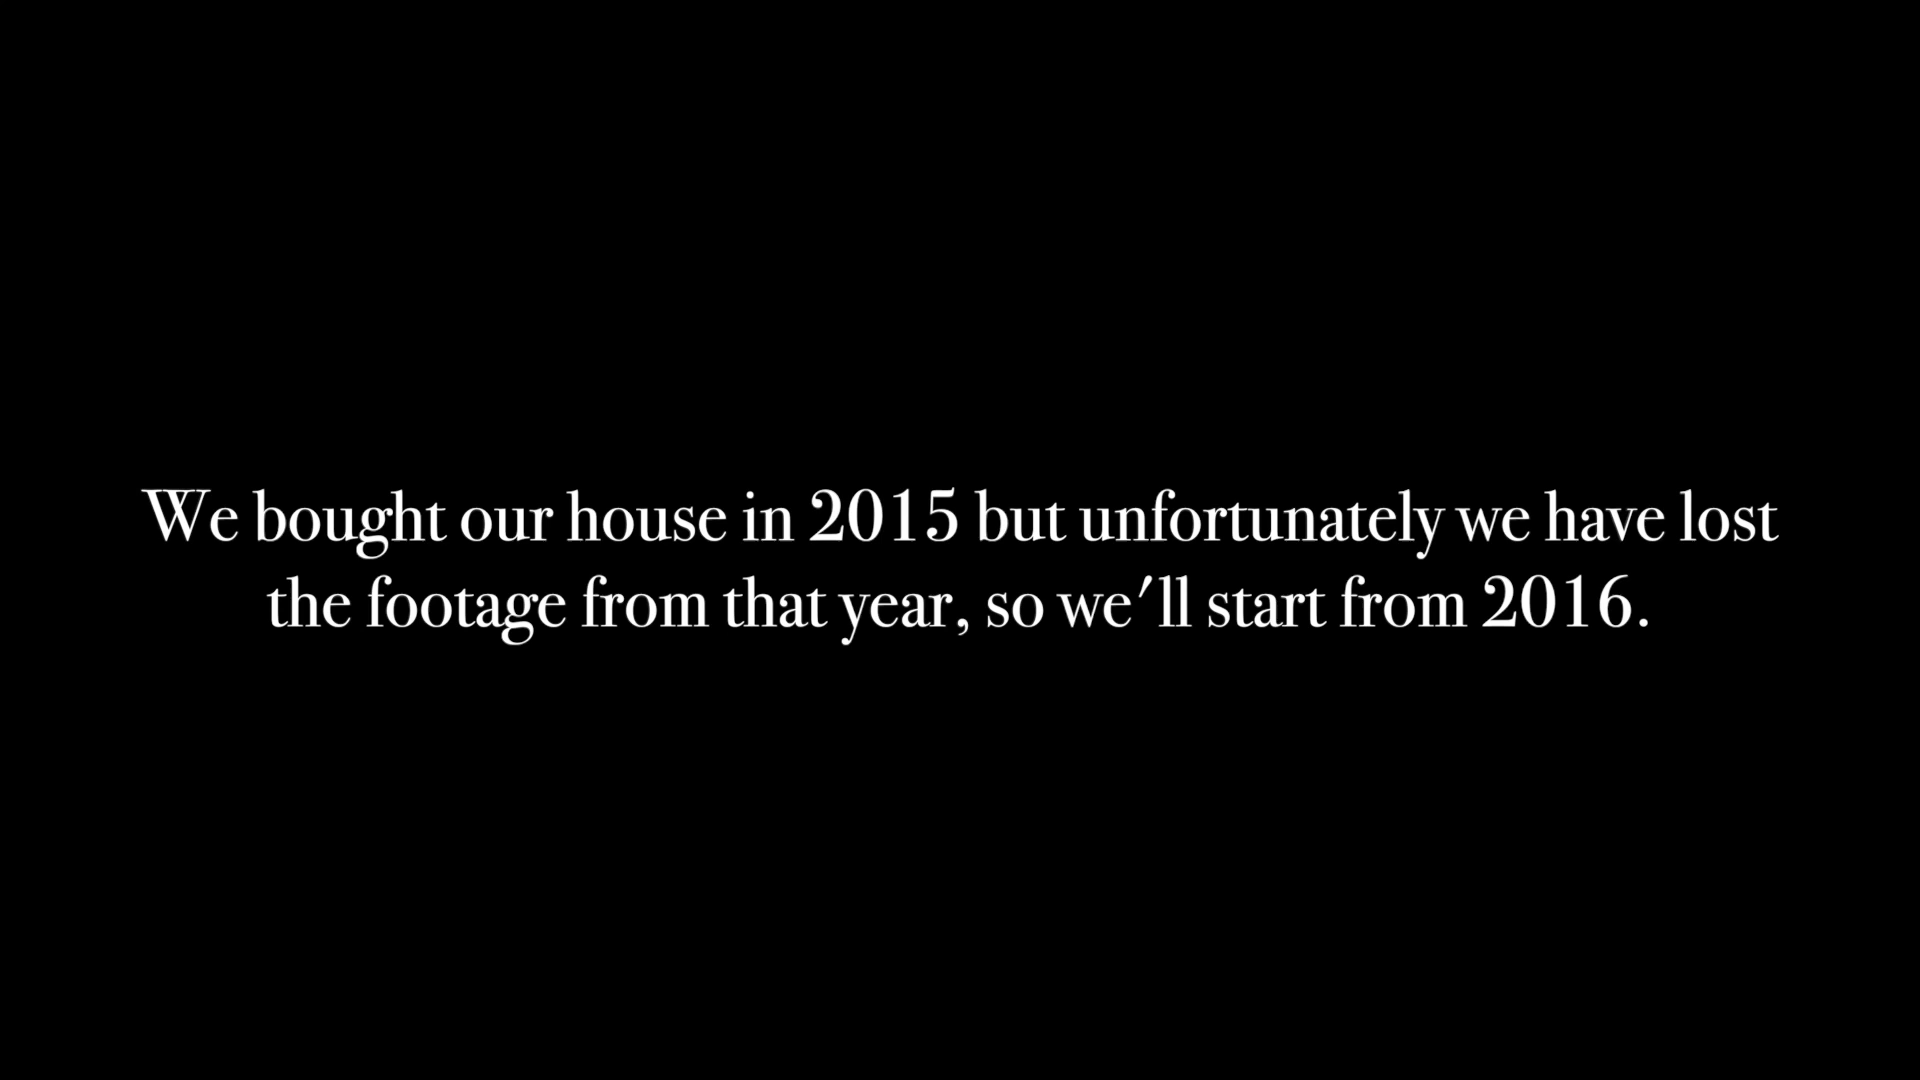 We bought our house in 2015 but unfortunately we have lost
the footage from that year, so we'll start from 2016.